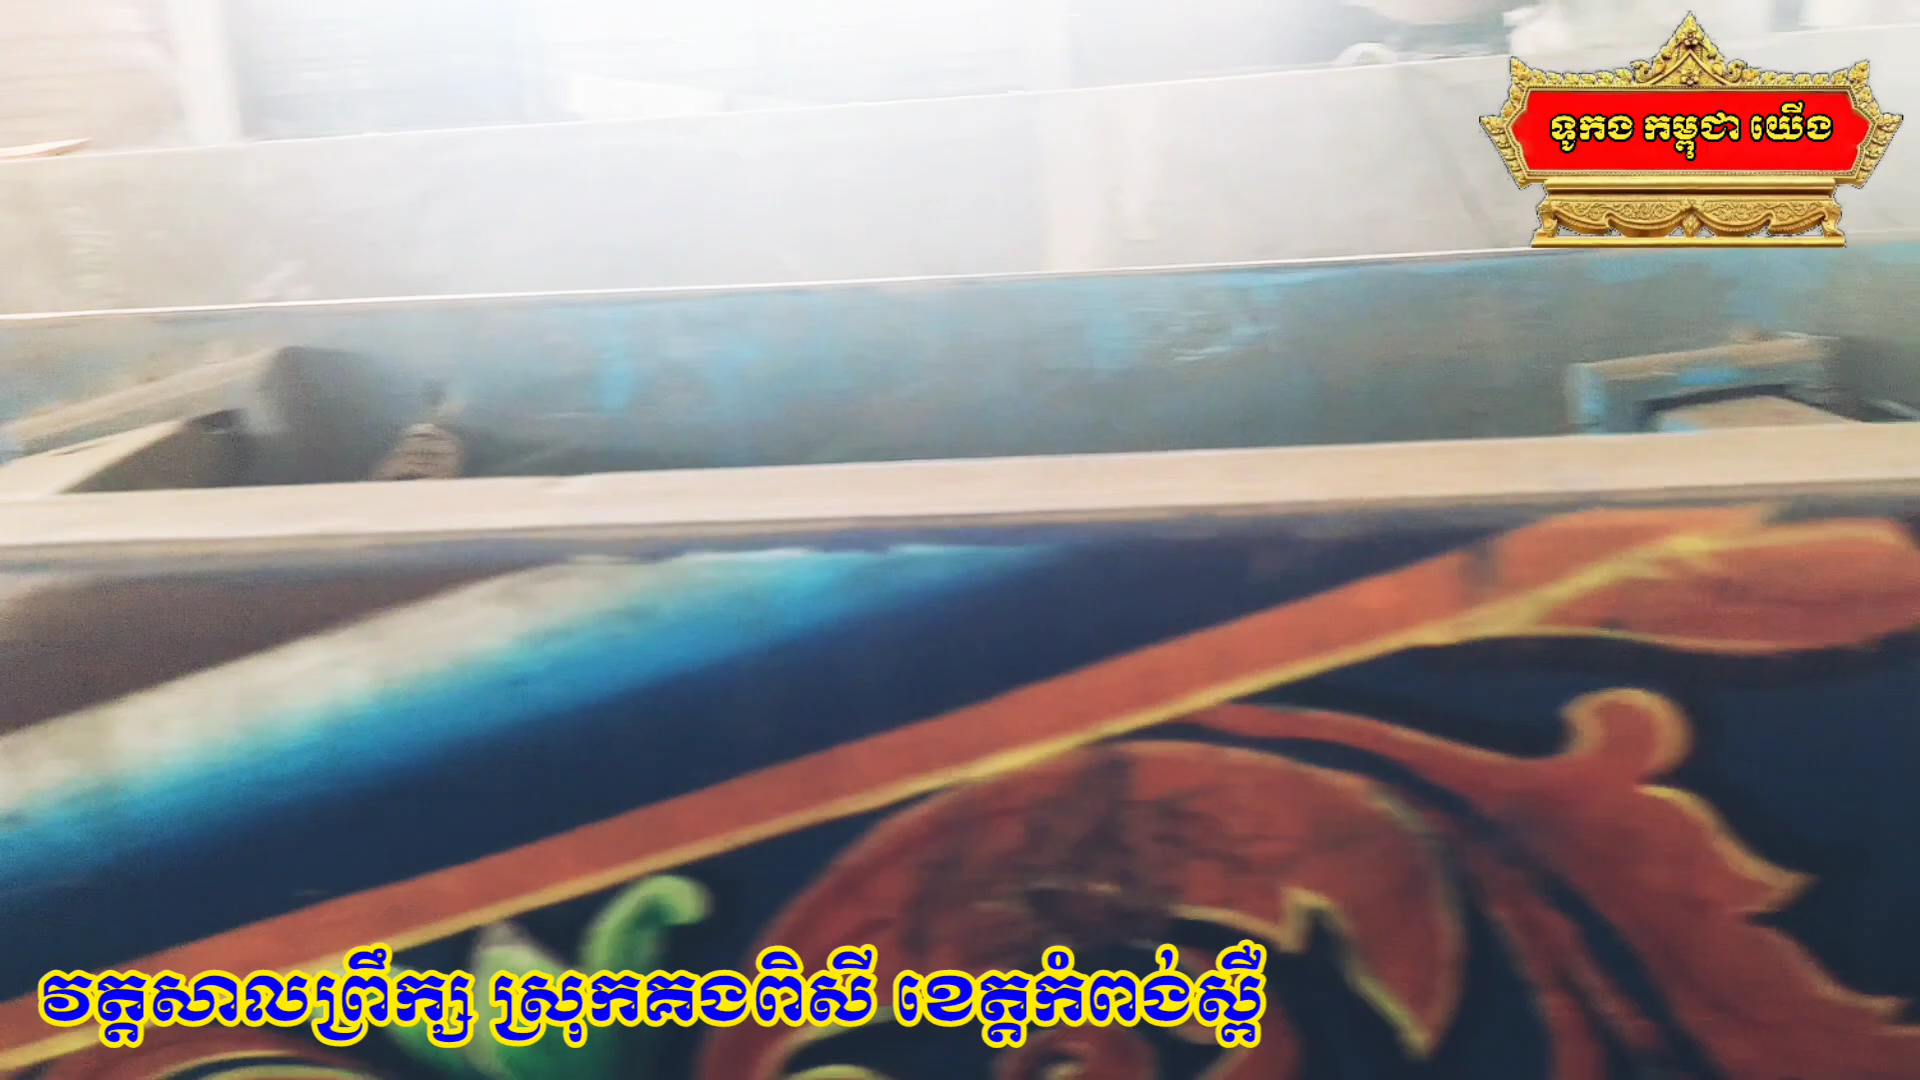 ទូកង កម្ពុជា យើង
វត្តសាលព្រឹក្ស ស្រុកគងពិសី ខេត្តកំពង់ស្ពឺ